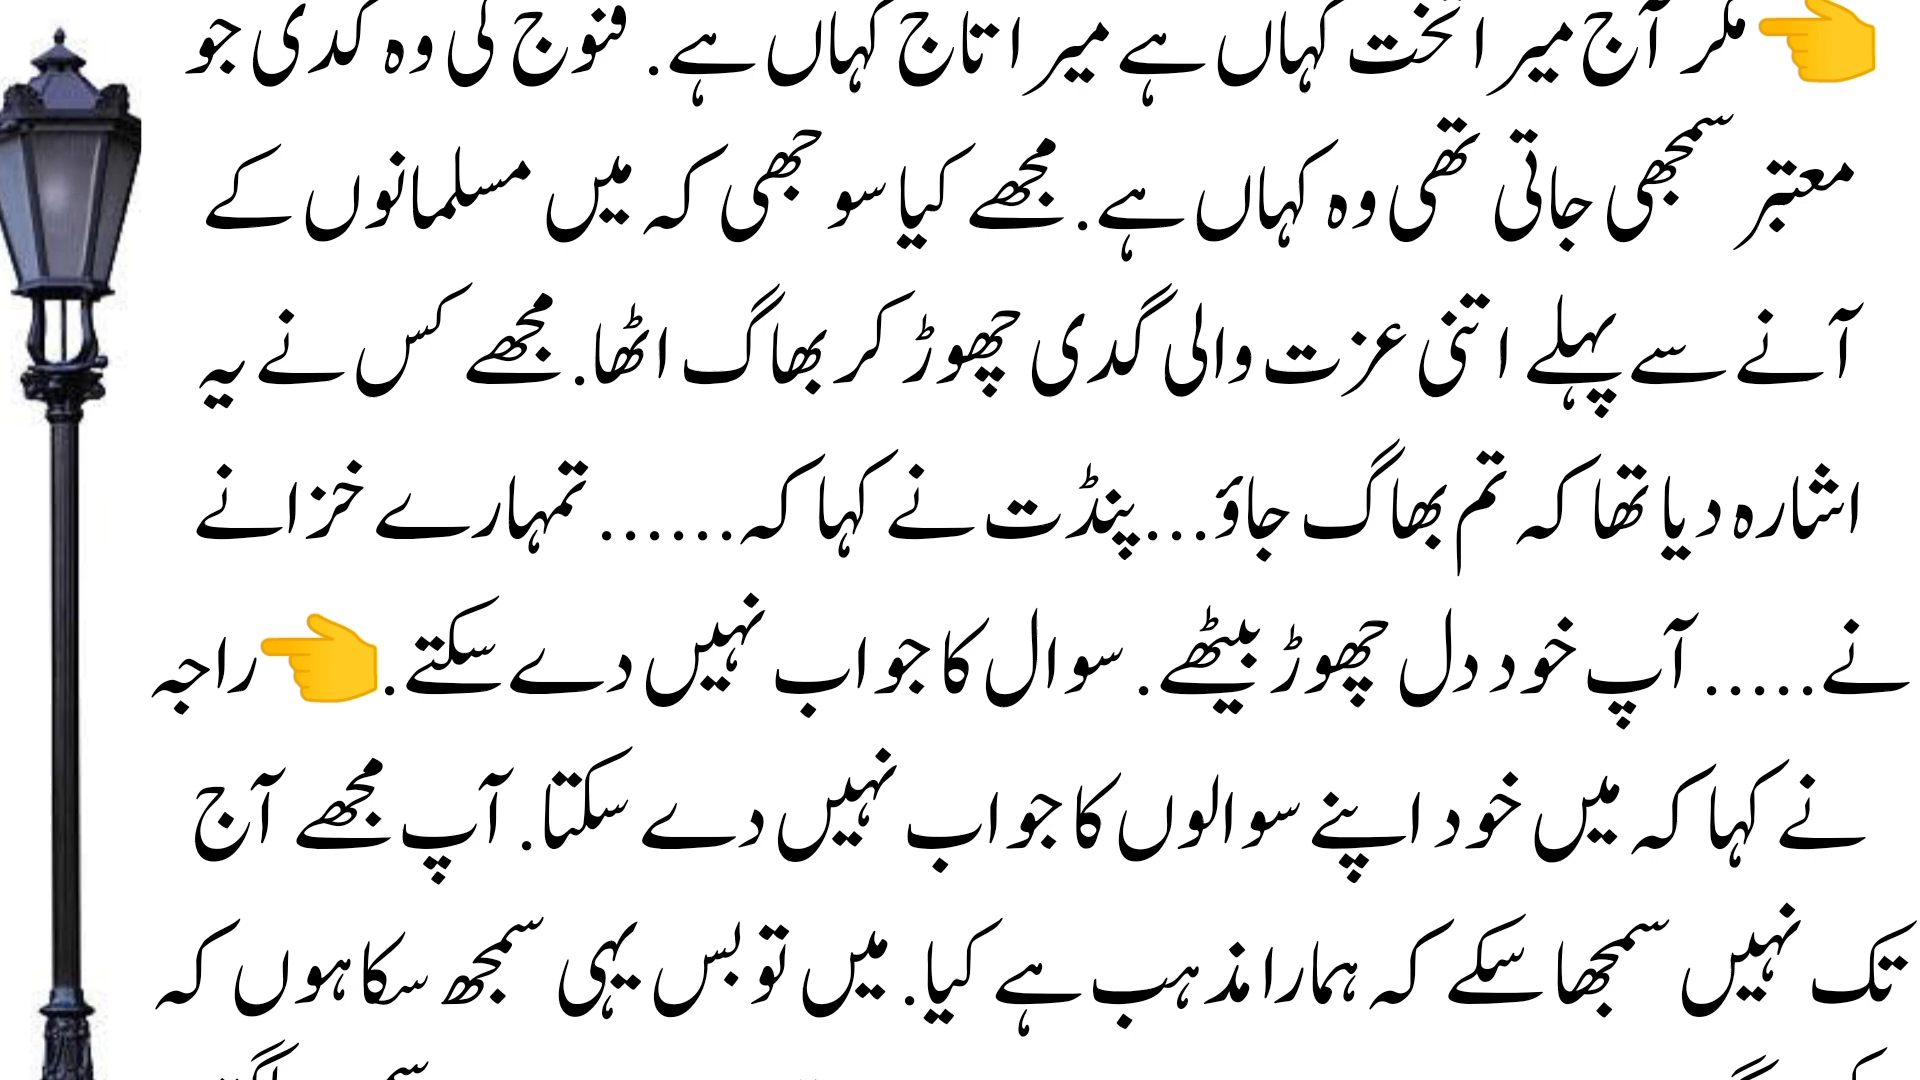 👈مگر آج میرا تخت کہاں ہے میرا تاج کہاں ہے. قنوج کی وہ گدی جو
معتبر سمجھی جاتی تھی وہ کہاں ہے. مجھے کیا سوجھی کہ میں مسلمانوں کے
آنے سے پہلے اتنی عزت والی گدی چھوڑ کر بھاگ اٹھا. مجھے کس نے یہ
اشارہ دیا تھا کہ تم بھاگ جاؤ...پنڈت نے کہا کہ...... تمہارے خزانے
نے..... آپ خود دل چھوڑ بیٹھے. سوال کا جواب نہیں دے سکتے.👈راجہ
نے کہا کہ میں خود اپنے سوالوں کا جواب نہیں دے سکتا. آپ مجھے آج
تک نہیں سمجھا سکے کہ ہمارا مذہب ہے کیا. میں تو بس یہی سمجھ سکا ہوں کہ